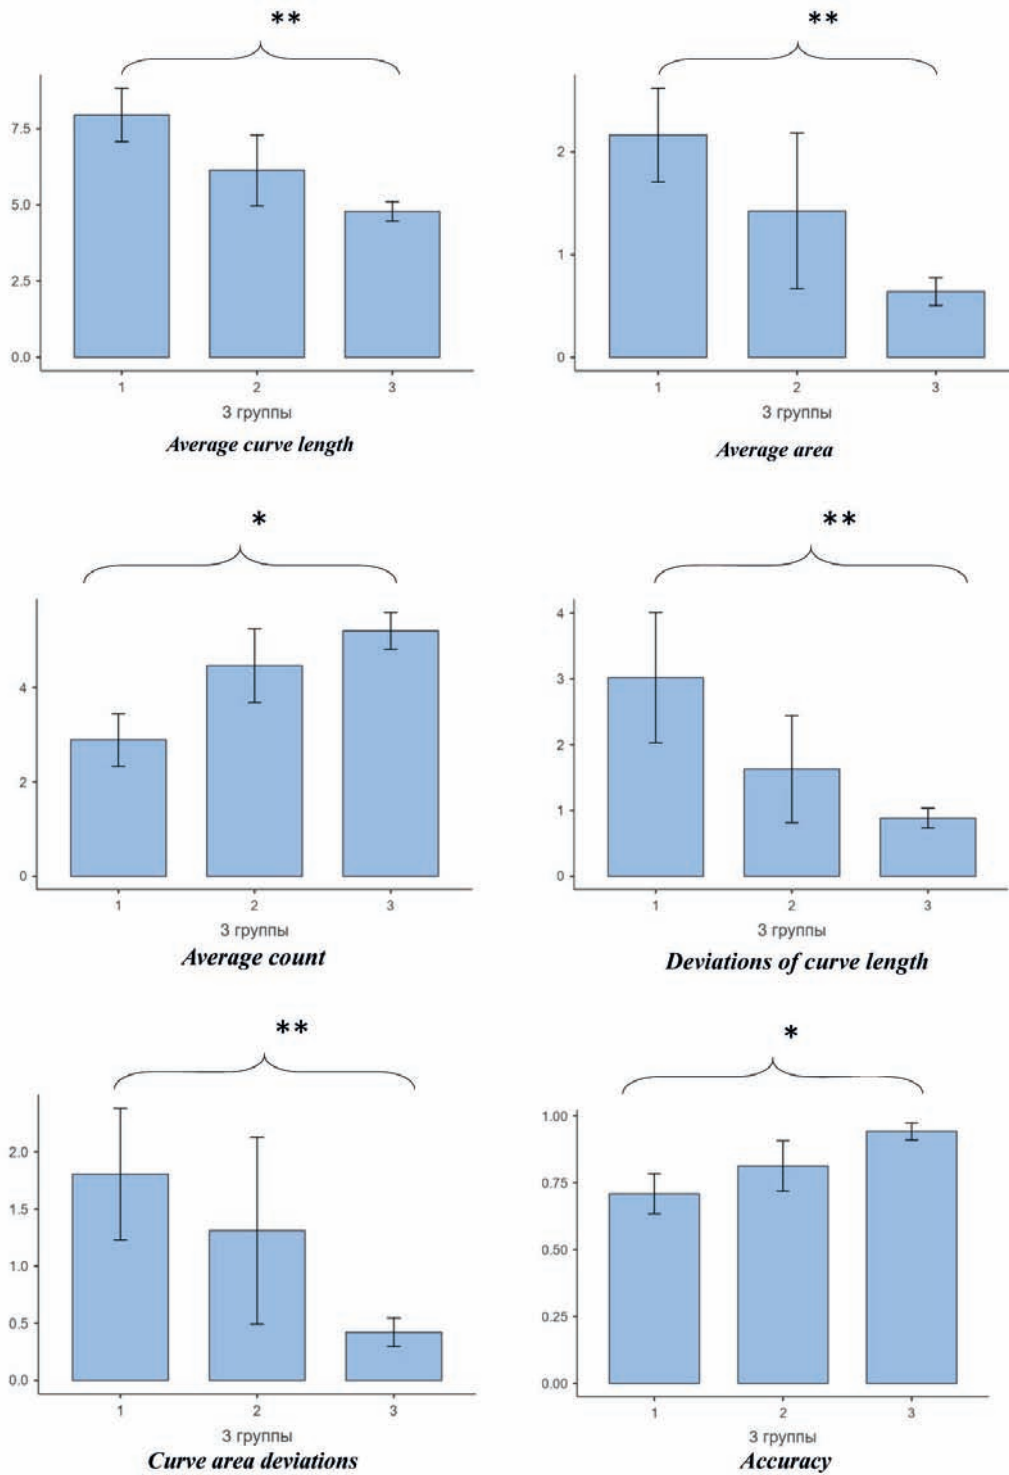 **
7.5
5.0
2.5
0.0
1 2 3
3 группы
Average curve length
**
2
1
0
1 2 3
3 группы
Average area
*
4
2
0
1 2 3
3 группы
Average count
**
4
3
2
1
0
1 2 3
3 группы
Deviations of curve length
**
2.0
1.5
1.0
0.5
0.0
1 2 3
3 группы
Curve area deviations
*
1.00
0.75
0.50
0.25
0.00
1 2 3
3 группы
Accuracy